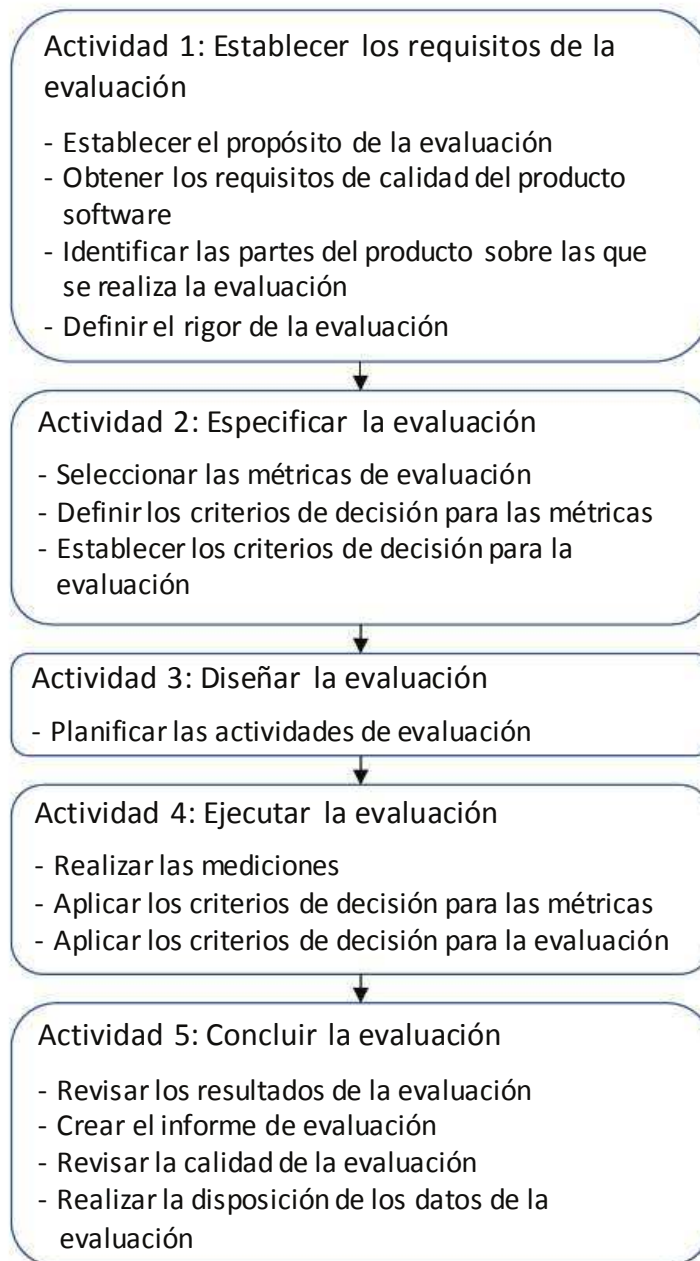 Actividad 1: Establecer los requisitos de la
evaluación
- Establecer el propósito de la evaluación
- Obtener los requisitos de calidad del producto
software
- Identificar las partes del producto sobre las que
se realiza la evaluación
- Definir el rigor de la evaluación
Actividad 2: Especificar la evaluación
- Seleccionar las métricas de evaluación
- Definir los criterios de decisión para las métricas
- Establecer los criterios de decisión para la
evaluación
Actividad 3: Diseñar la evaluación
- Planificar las actividades de evaluación
Actividad 4: Ejecutar la evaluación
- Realizar las mediciones
- Aplicar los criterios de decisión para las métricas
- Aplicar los criterios de decisión para la evaluación
Actividad 5: Concluir la evaluación
- Revisar los resultados de la evaluación
- Crear el informe de evaluación
- Revisar la calidad de la evaluación
- Realizar la disposición de los datos de la
evaluación